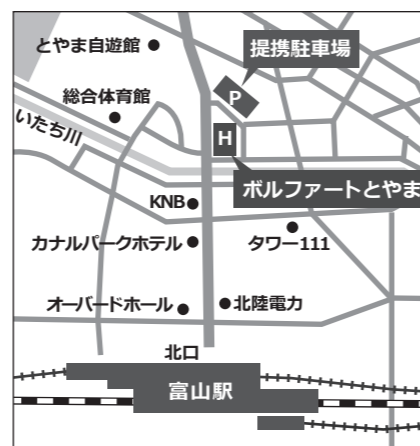 とやま自遊館
提携駐車場
P
総合体育館
いたち川
H
ボルファートとやま
KNB
カナルパークホテル
タワー111
オーバードホール
北陸電力
北口
富山駅